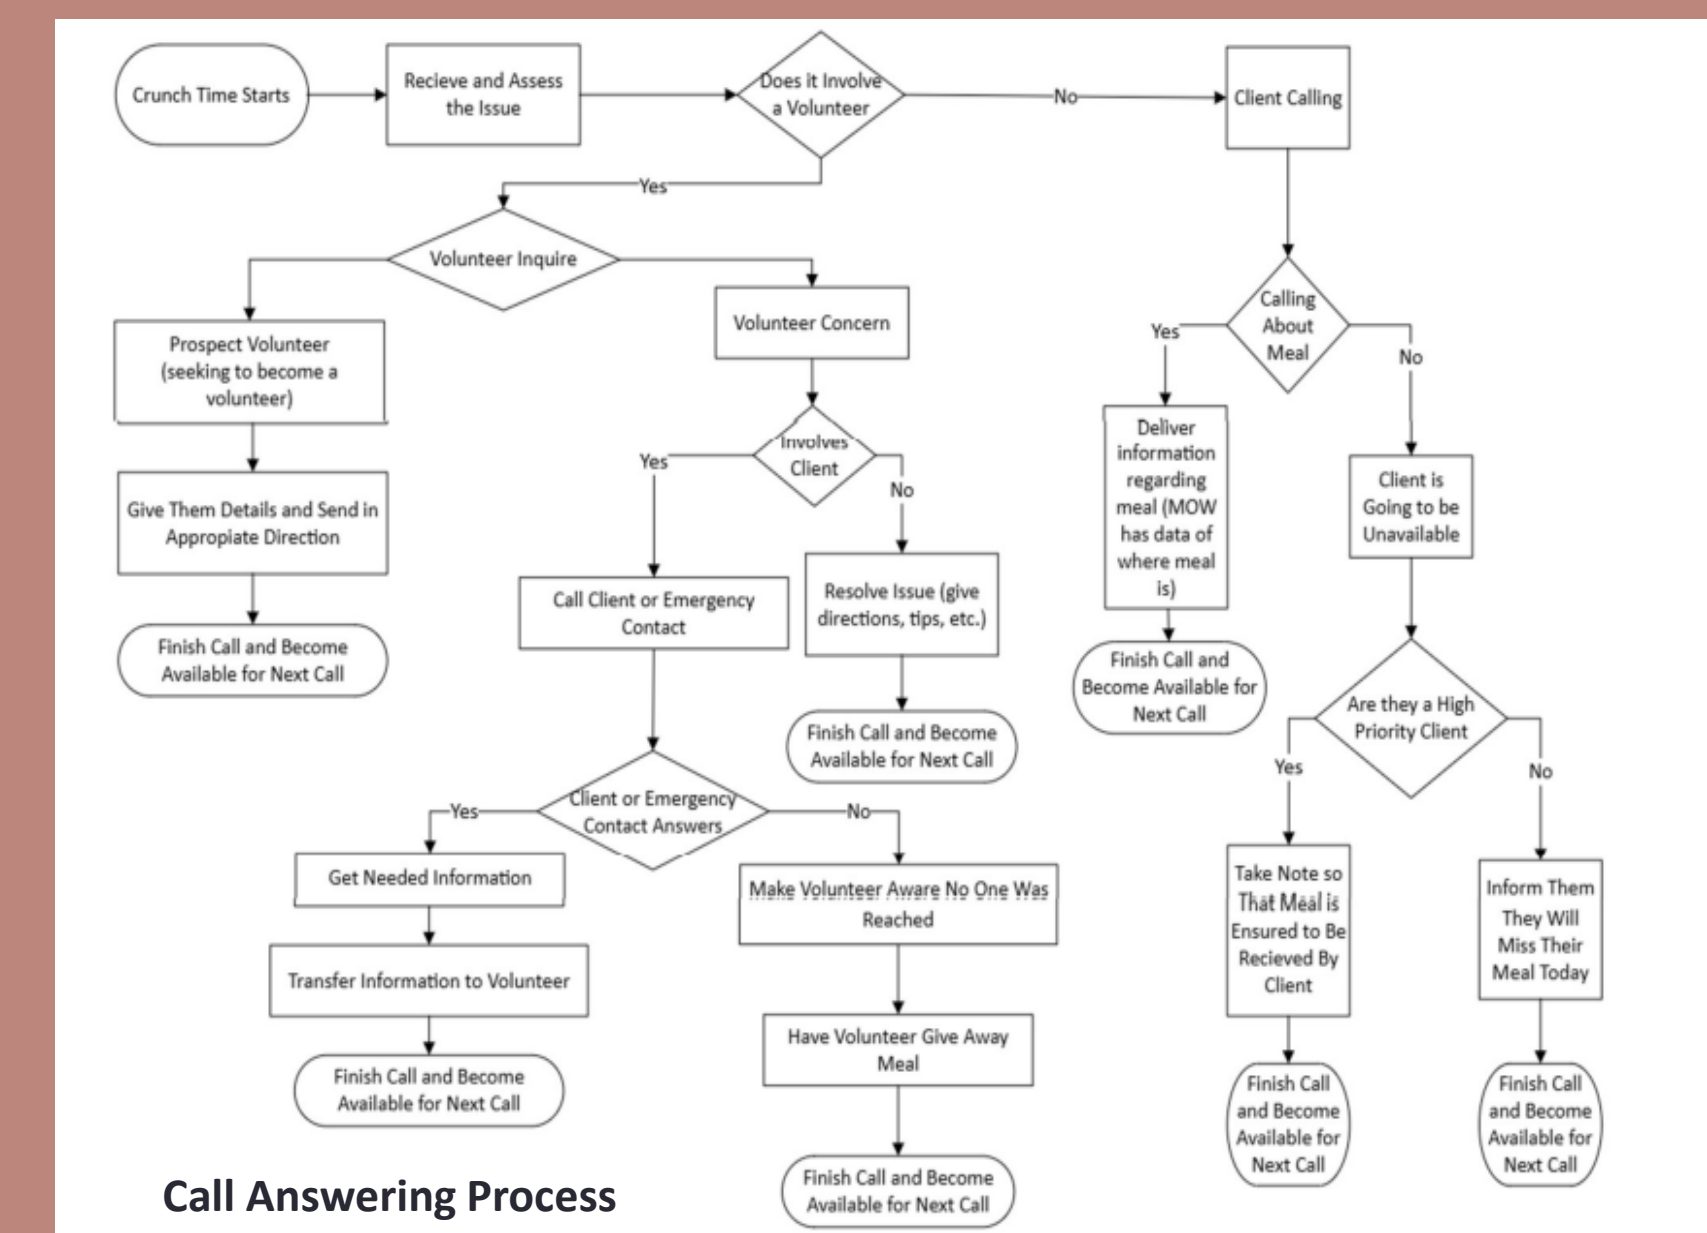 Crunch Time Starts
Recieve and Assess
the Issue
Does it Involve
a Volunteer
No
Client Calling
Yes
Volunteer Inquire
Prospect Volunteer
(seeking to become a
volunteer)
Give Them Details and Send in
Appropiate Direction
Finish Call and Become
Available for Next Call
Volunteer Concern
Involves
Client
Yes
No
Call Client or Emergency
Contact
Resolve Issue (give
directions, tips, etc.)
Finish Call and Become
Available for Next Call
Client or Emergency
Contact Answers
Yes
No
Get Needed Information
Transfer Information to Volunteer
Finish Call and Become
Available for Next Call
Make Volunteer Aware No One Was
Reached
Have Volunteer Give Away
Meal
Finish Call and Become
Available for Next Call
Calling
About
Meal
Yes
No
Deliver
information
regarding
meal (MOW
has data of
where meal
is)
Finish Call and
Become Available for
Next Call
Client is
Going to be
Unavailable
Are they a High
Priority Client
Yes
No
Take Note so
That Meal is
Ensured to Be
Recieved By
Client
Finish Call
and Become
Available for
Next Call
Inform Them
They Will
Miss Their
Meal Today
Finish Call
and Become
Available for
Next Call
Call Answering Process